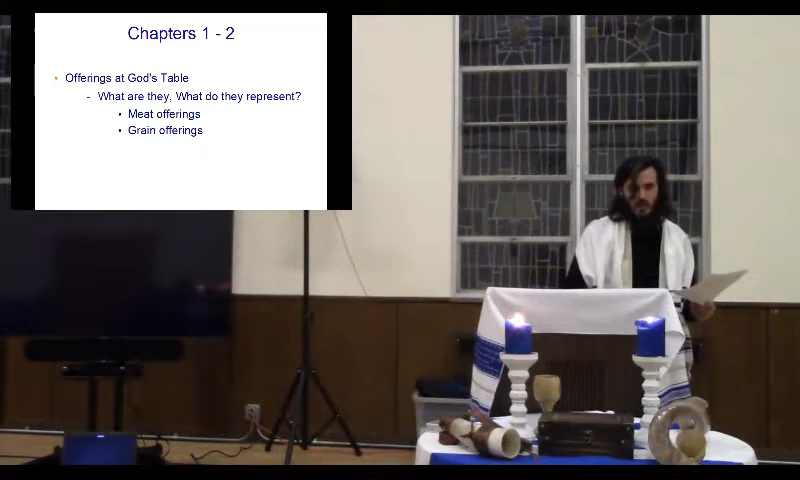 Chapters 1 - 2
• Offerings at God's Table
- What are they, What do they represent?
• Meat offerings
• Grain offerings